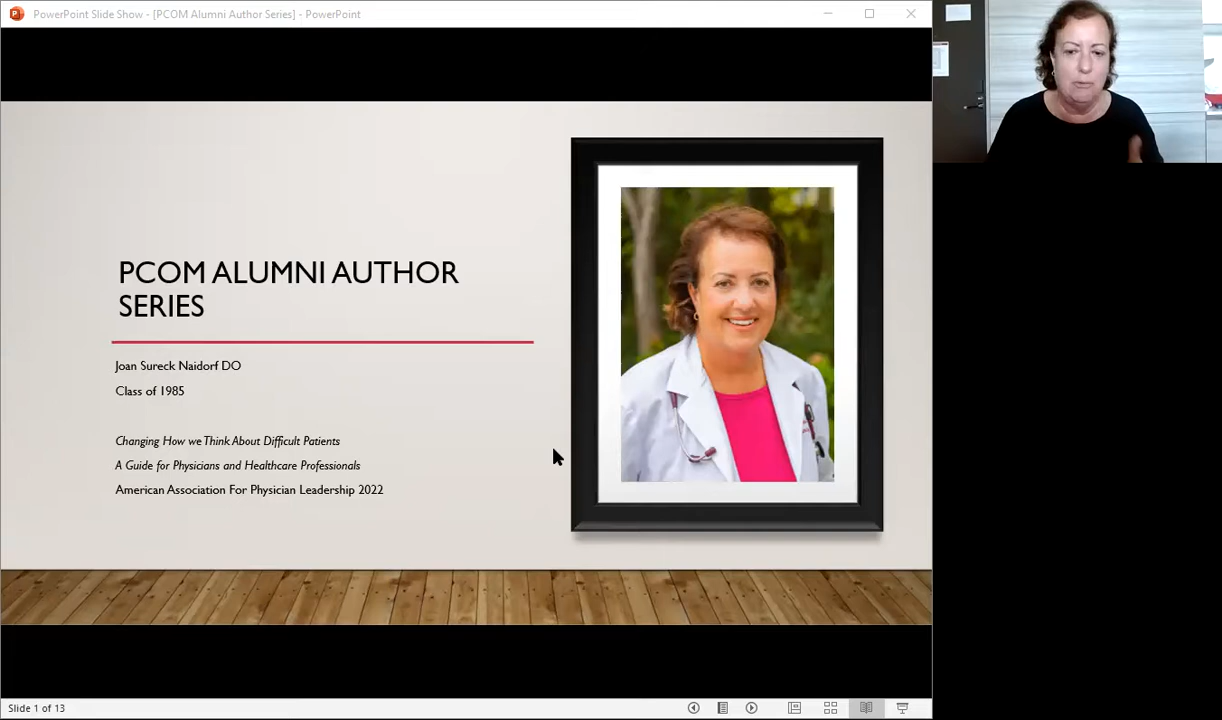 PowerPoint Slide Show - [PCOM Alumni Author Series] - PowerPoint
PCOM ALUMNI AUTHOR
SERIES
Joan Sureck Naidorf DO
Class of 1985
Changing How we Think About Difficult Patients
A Guide for Physicians and Healthcare Professionals
American Association For Physician Leadership 2022
Slide 1 of 13